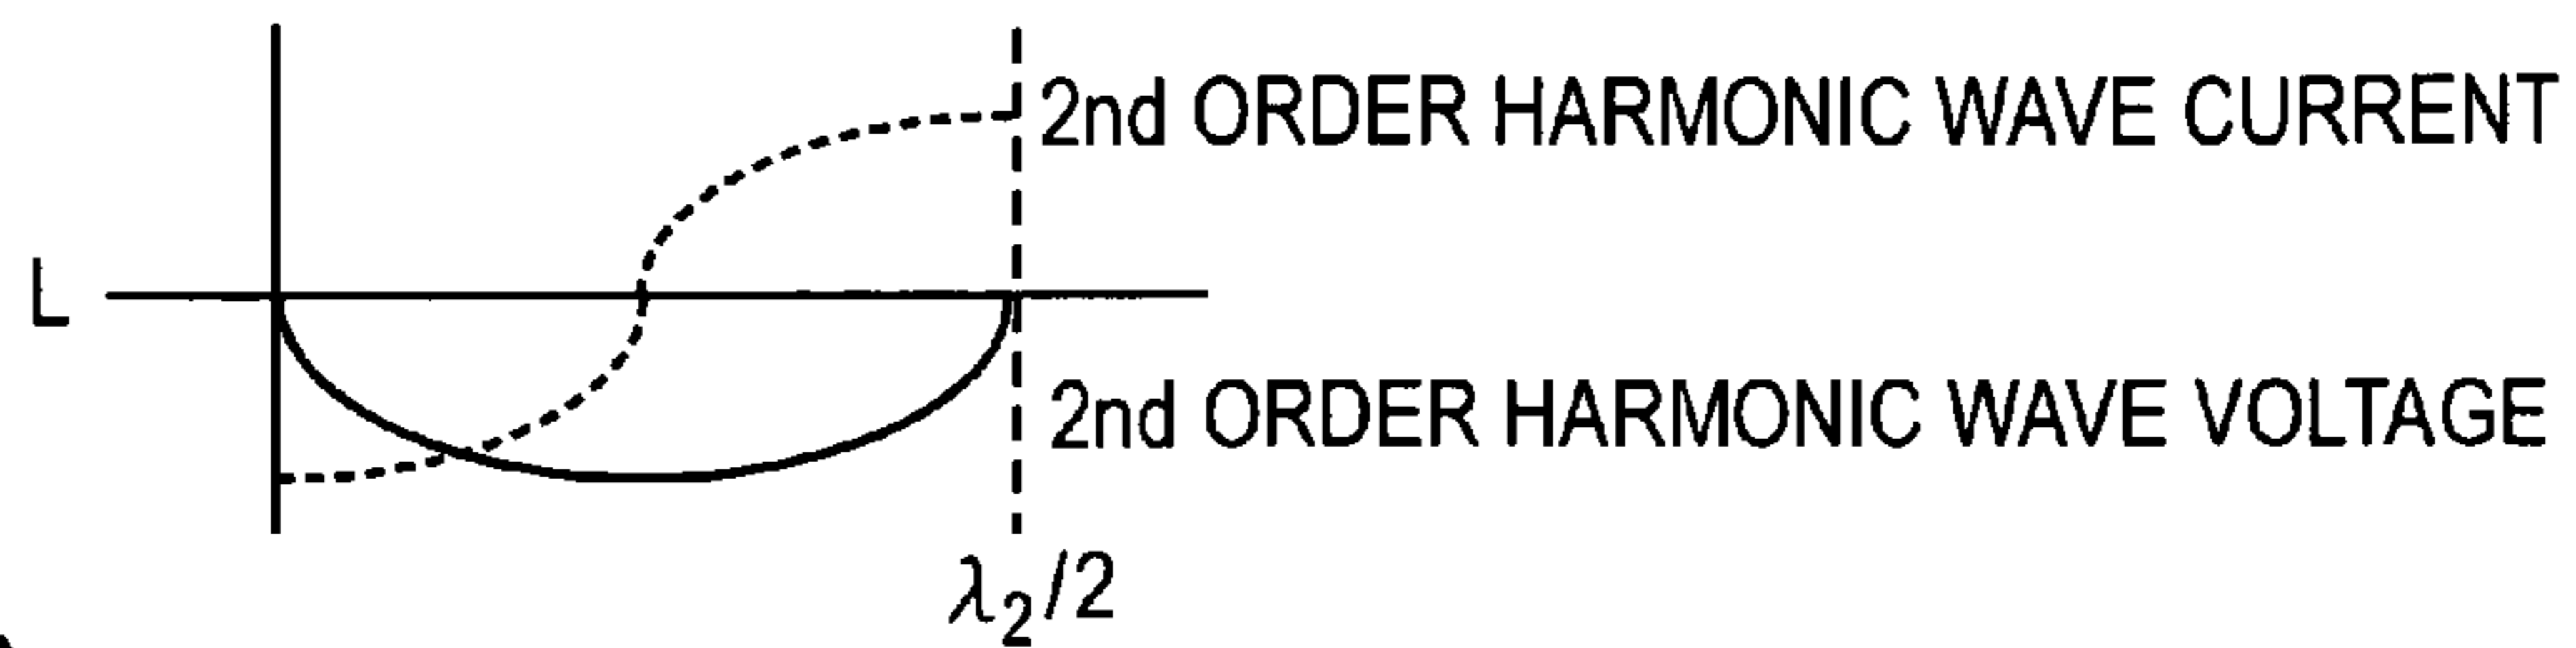 2nd ORDER HARMONIC WAVE CURRENT
L
2nd ORDER HARMONIC WAVE VOLTAGE
λ₂/2